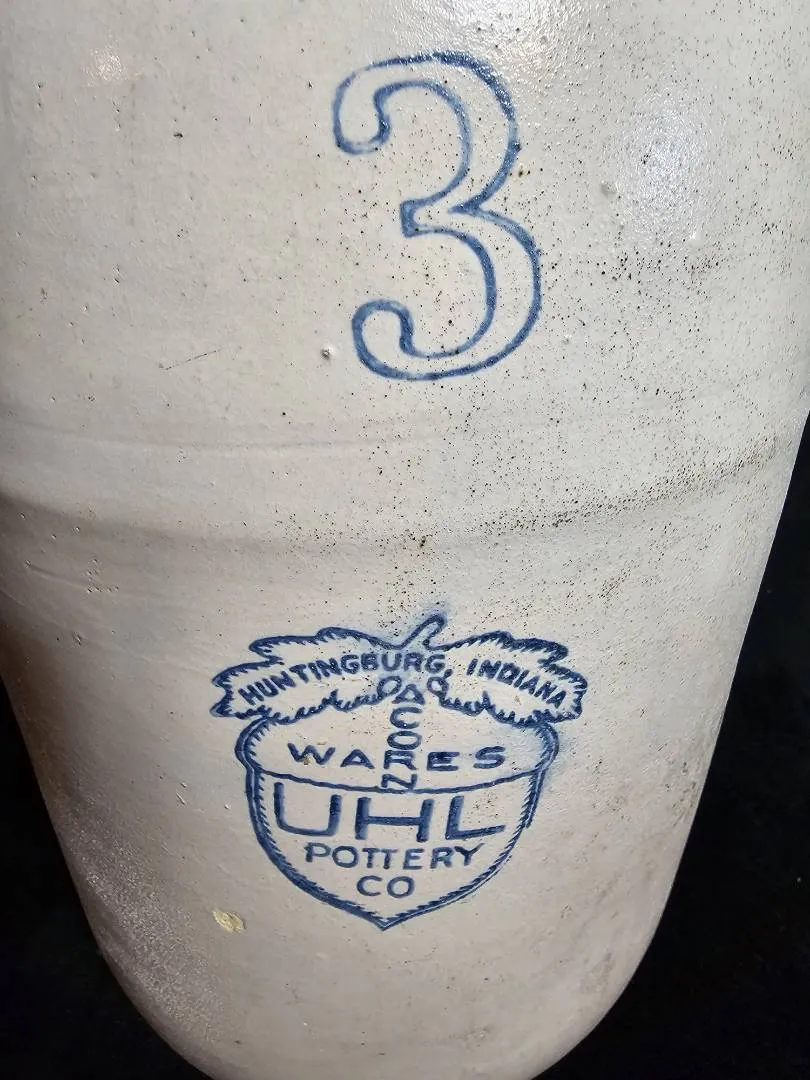 3
HUNTINGBURG, INDIANA
ACORN
WARES
UHL
POTTERY
CO